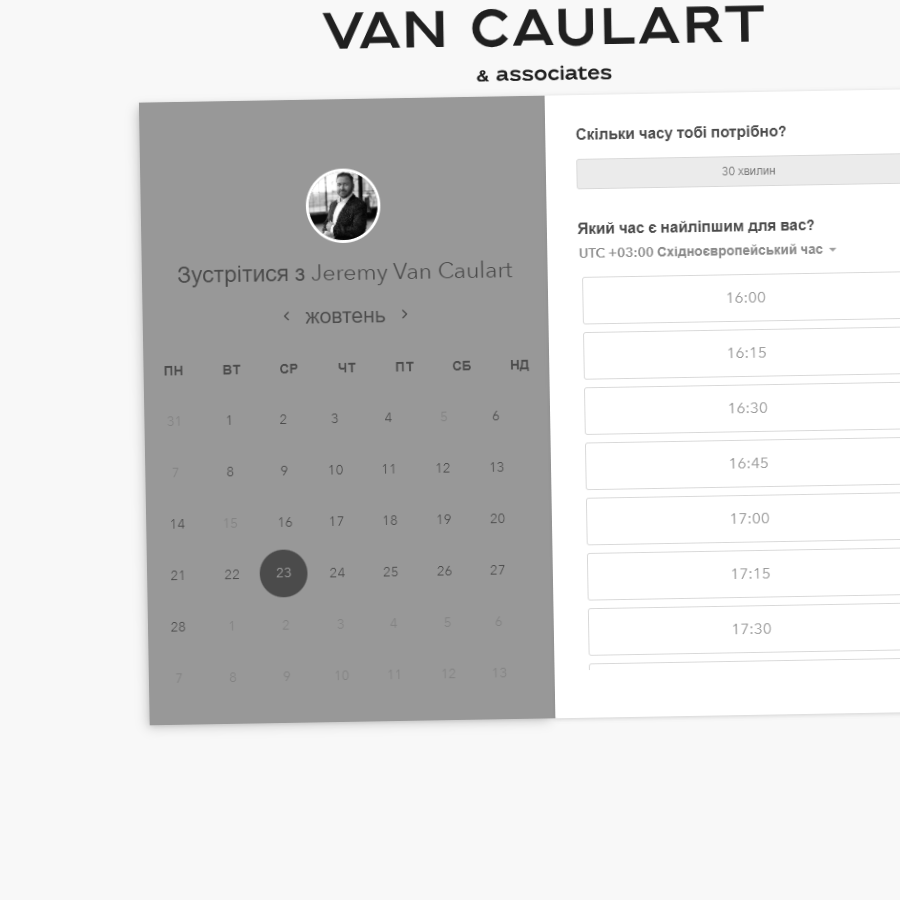 VAN CAULART
& associates
Зустрітися з Jeremy Van Caulart
жовтень
ПН ВТ СР ЧТ ПТ СБ НД
31 1 2 3 4 5 6
7 8 9 10 11 12 13
14 15 16 17 18 19 20
21 22 23 24 25 26 27
28 1 2 3 4 5 6
7 8 9 10 11 12 13
Скільки часу тобі потрібно?
30 хвилин
Який час є найліпшим для вас?
UTC +03:00 Східноєвропейський час
16:00
16:15
16:30
16:45
17:00
17:15
17:30